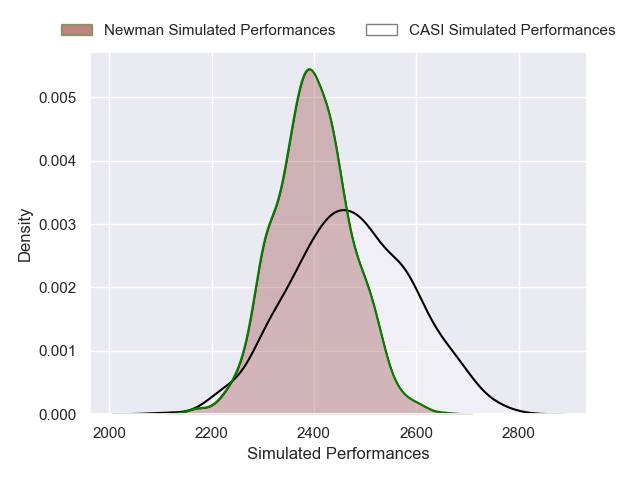 Newman Simulated Performances CASI Simulated Performances
0.005
0.004
0.003
0.002
0.001
0.000
Density
2000 2200 2400 2600 2800
Simulated Performances